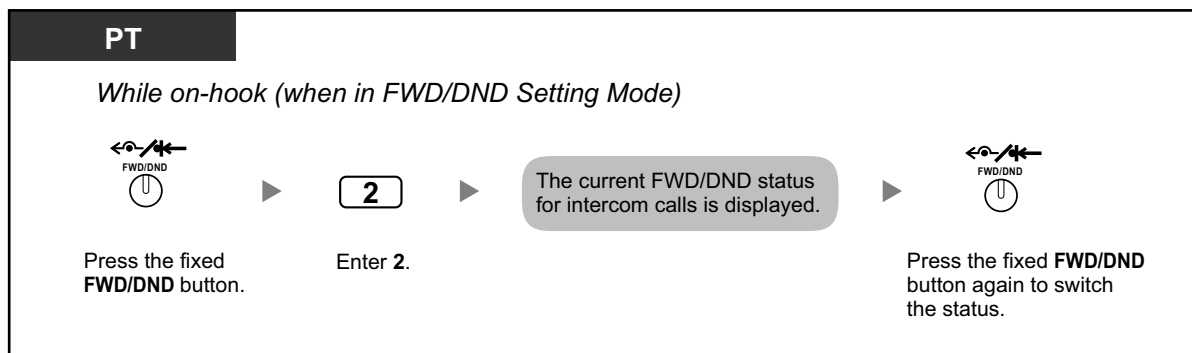 PT
While on-hook (when in FWD/DND Setting Mode)
FWD/DND
Press the fixed
FWD/DND button.
2
Enter 2.
The current FWD/DND status
for intercom calls is displayed.
FWD/DND
Press the fixed FWD/DND
button again to switch
the status.